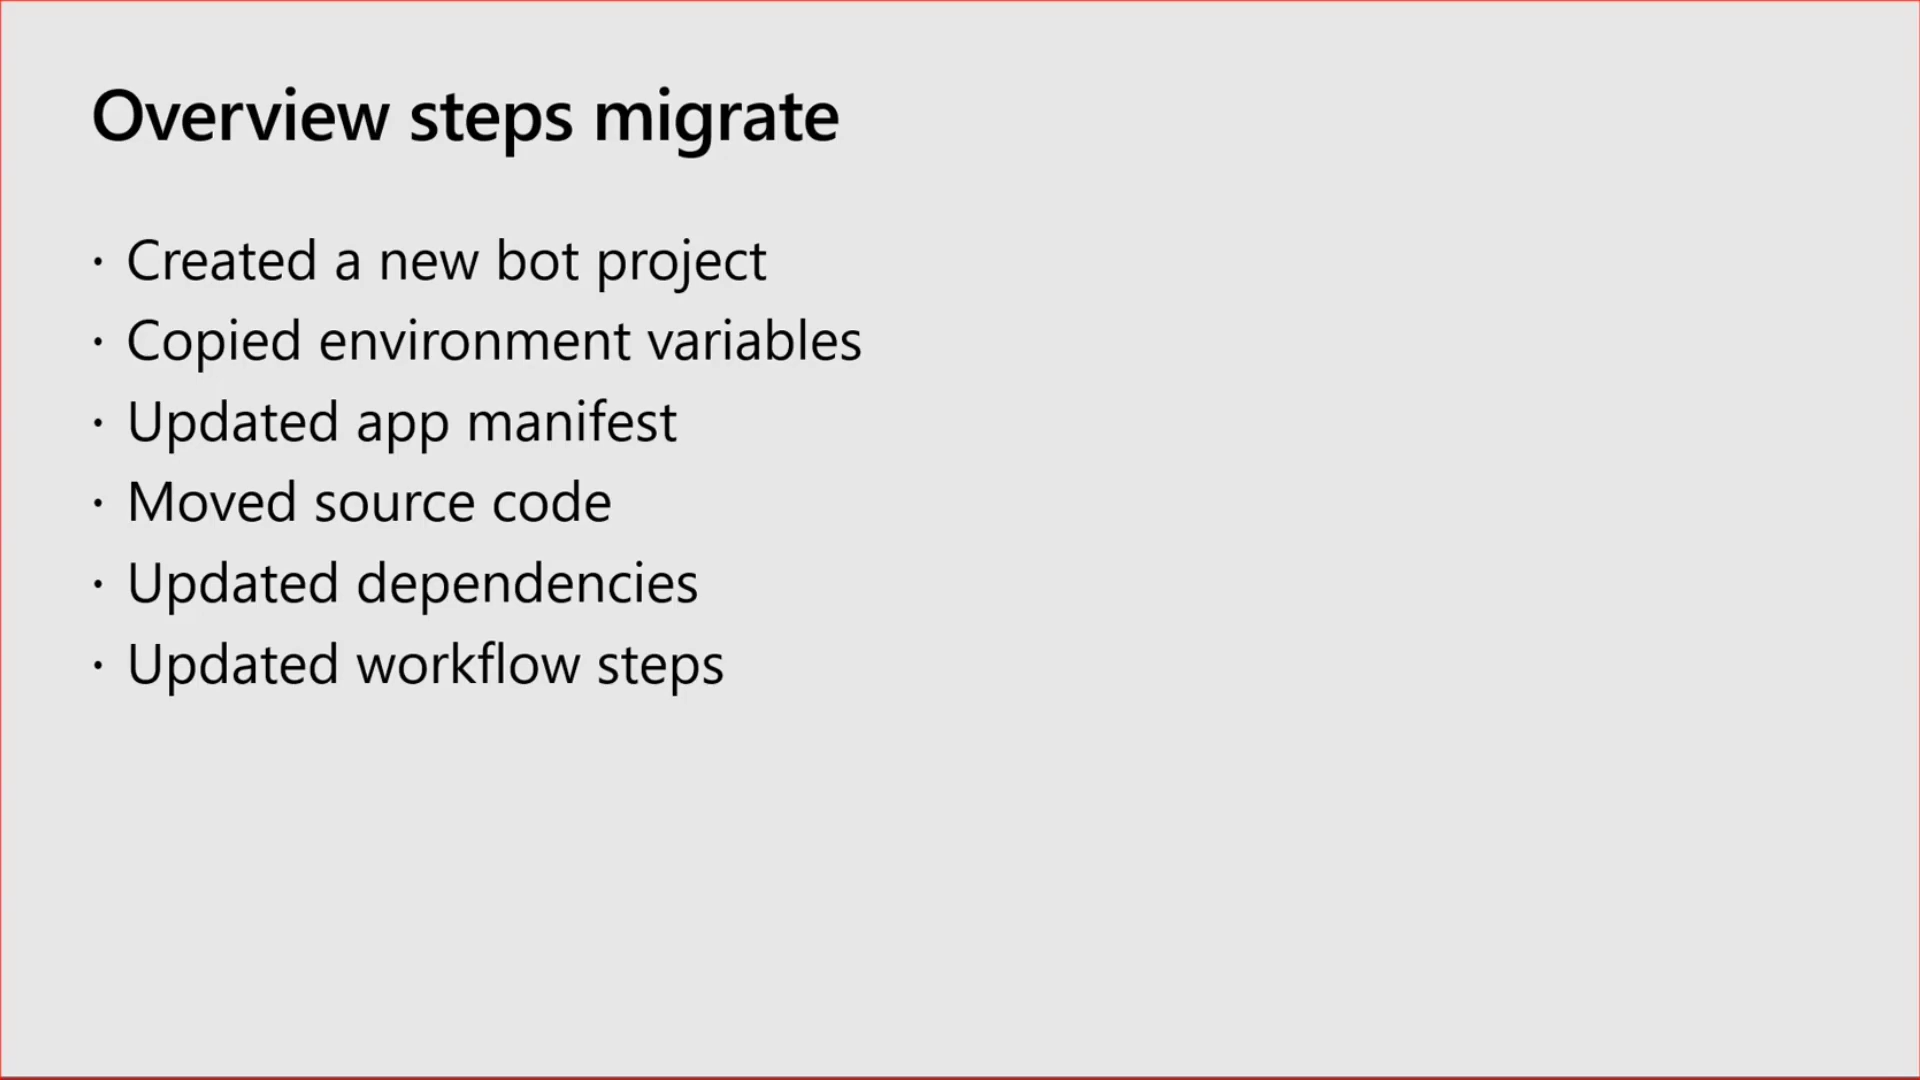 Overview steps migrate
· Created a new bot project
· Copied environment variables
· Updated app manifest
· Moved source code
· Updated dependencies
· Updated workflow steps